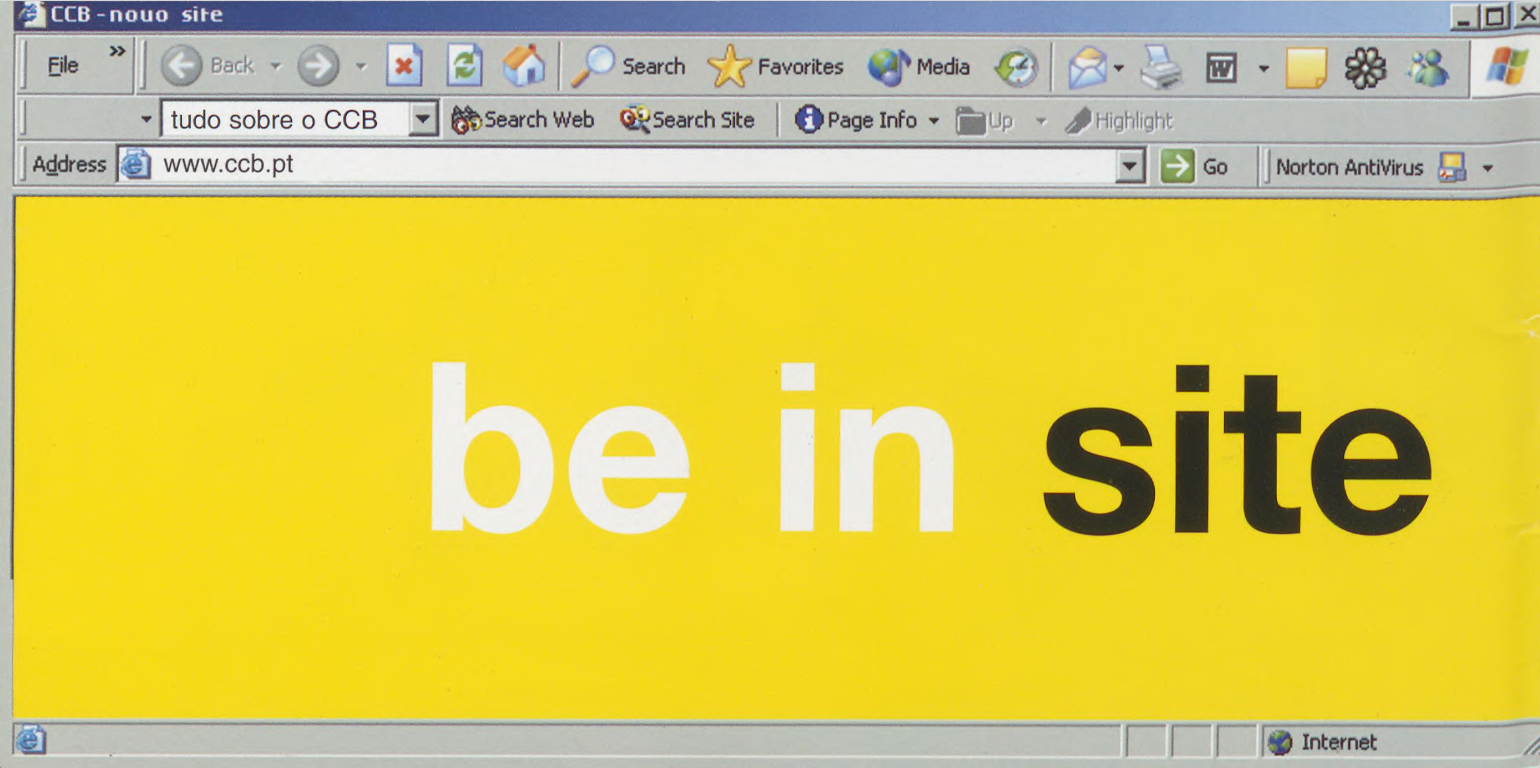 CCB - nouo site
File » Back Search Favorites Media
tudo sobre o CCB Search Web Search Site Page Info Up Highlight
Address www.ccb.pt Go Norton AntiVirus
be in site
Internet